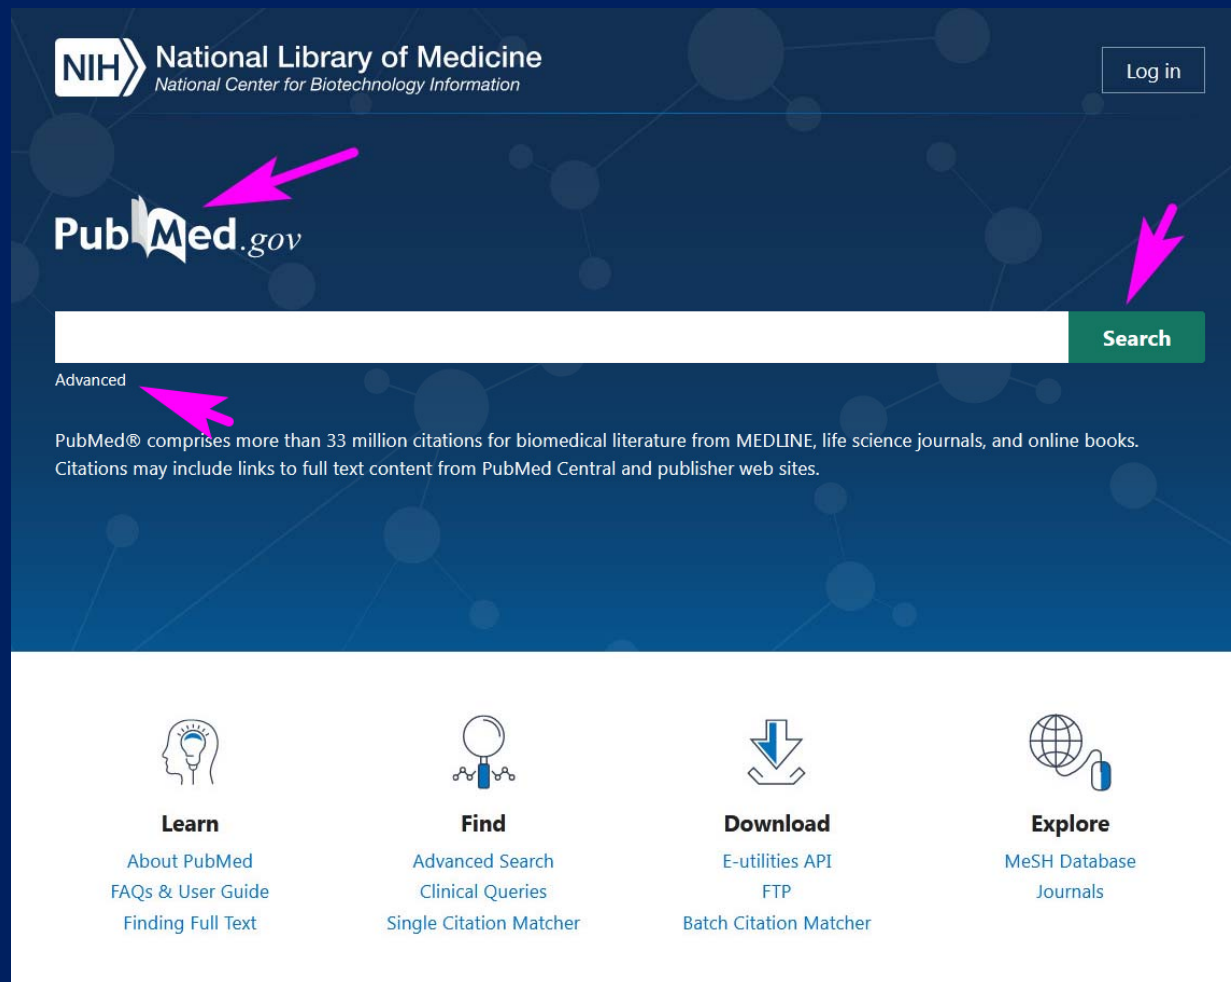 NIH National Library of Medicine
National Center for Biotechnology Information
Log in
PubMed.gov
Search
Advanced
PubMed® comprises more than 33 million citations for biomedical literature from MEDLINE, life science journals, and online books.
Citations may include links to full text content from PubMed Central and publisher web sites.
Learn
About PubMed
FAQs & User Guide
Finding Full Text
Find
Advanced Search
Clinical Queries
Single Citation Matcher
Download
E-utilities API
FTP
Batch Citation Matcher
Explore
MeSH Database
Journals